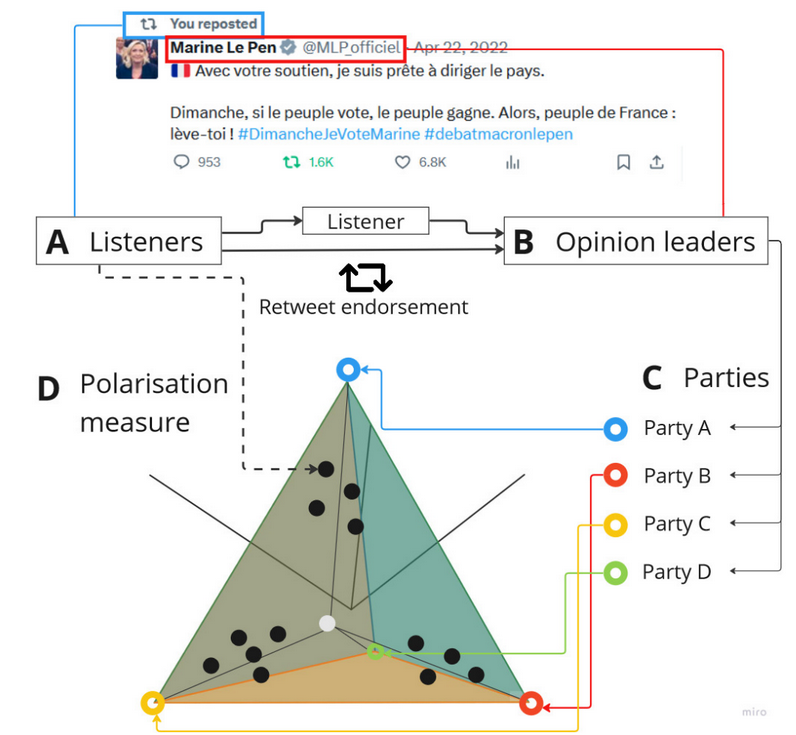 You reposted
Marine Le Pen @MLP_officiel · Apr 22, 2022
🇫🇷 Avec votre soutien, je suis prête à diriger le pays.
Dimanche, si le peuple vote, le peuple gagne. Alors, peuple de France :
lève-toi ! #DimancheJeVoteMarine #debatmacronlepen
953 1.6K 6.8K
A Listeners
Listener
B Opinion leaders
Retweet endorsement
D Polarisation
measure
C Parties
Party A
Party B
Party C
Party D
miro